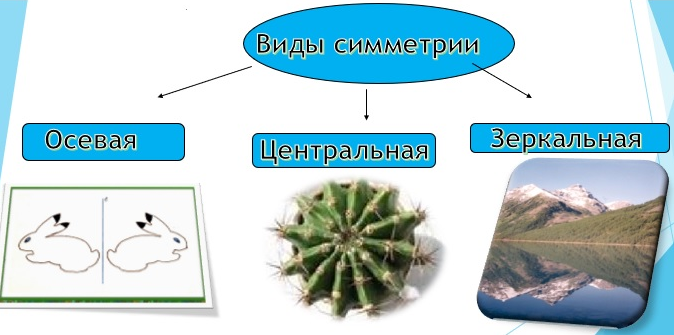 Виды симметрии
Осевая
Центральная
Зеркальная